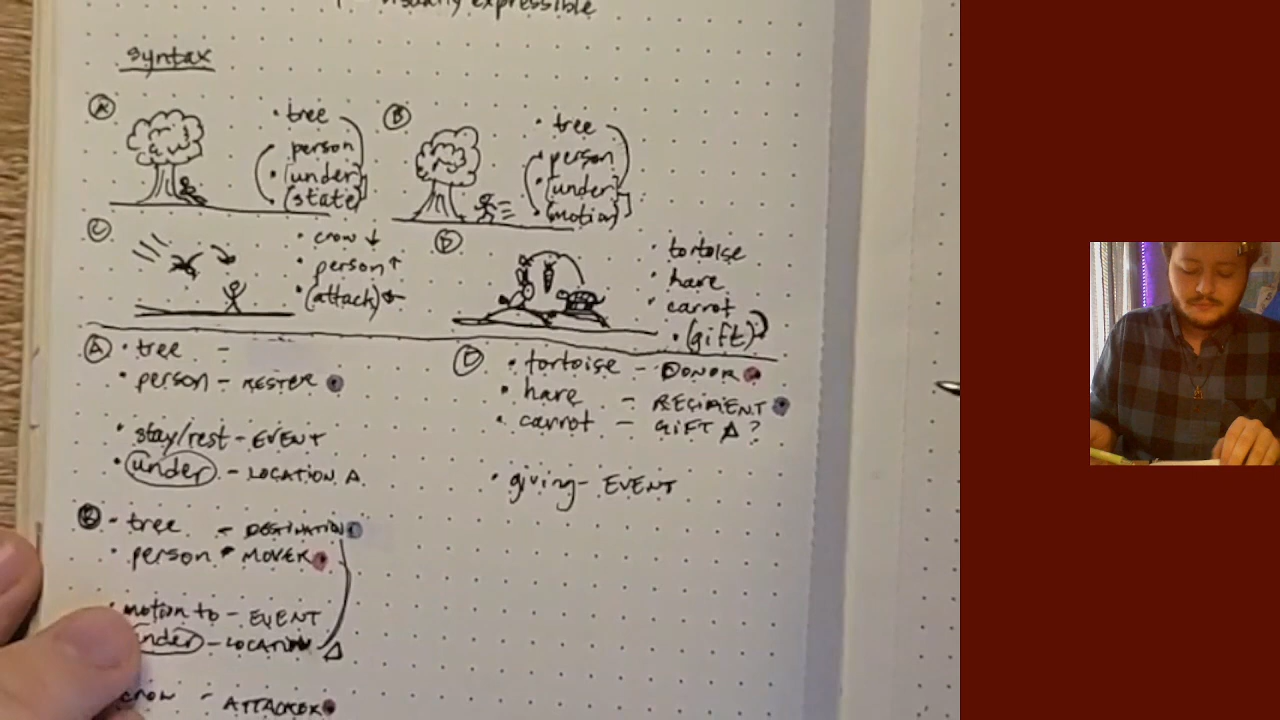 visually expressible
syntax
A
• tree
person
• (under)
(state)
B
• tree
• person
• (under)
• (motion)
C
• crow ↓
• person ↑
• (attack) ←
D
• tortoise
• hare
• carrot
• (gift)
A • tree -
• person - RESTER
• stay/rest - EVENT
• under - LOCATION Δ
B - tree - DESTINATION
• person - MOVER
• motion to - EVENT
under - LOCATION Δ
crow - ATTACKER
D • tortoise - DONOR
• hare - RECIPIENT
• carrot - GIFT Δ?
• giving - EVENT